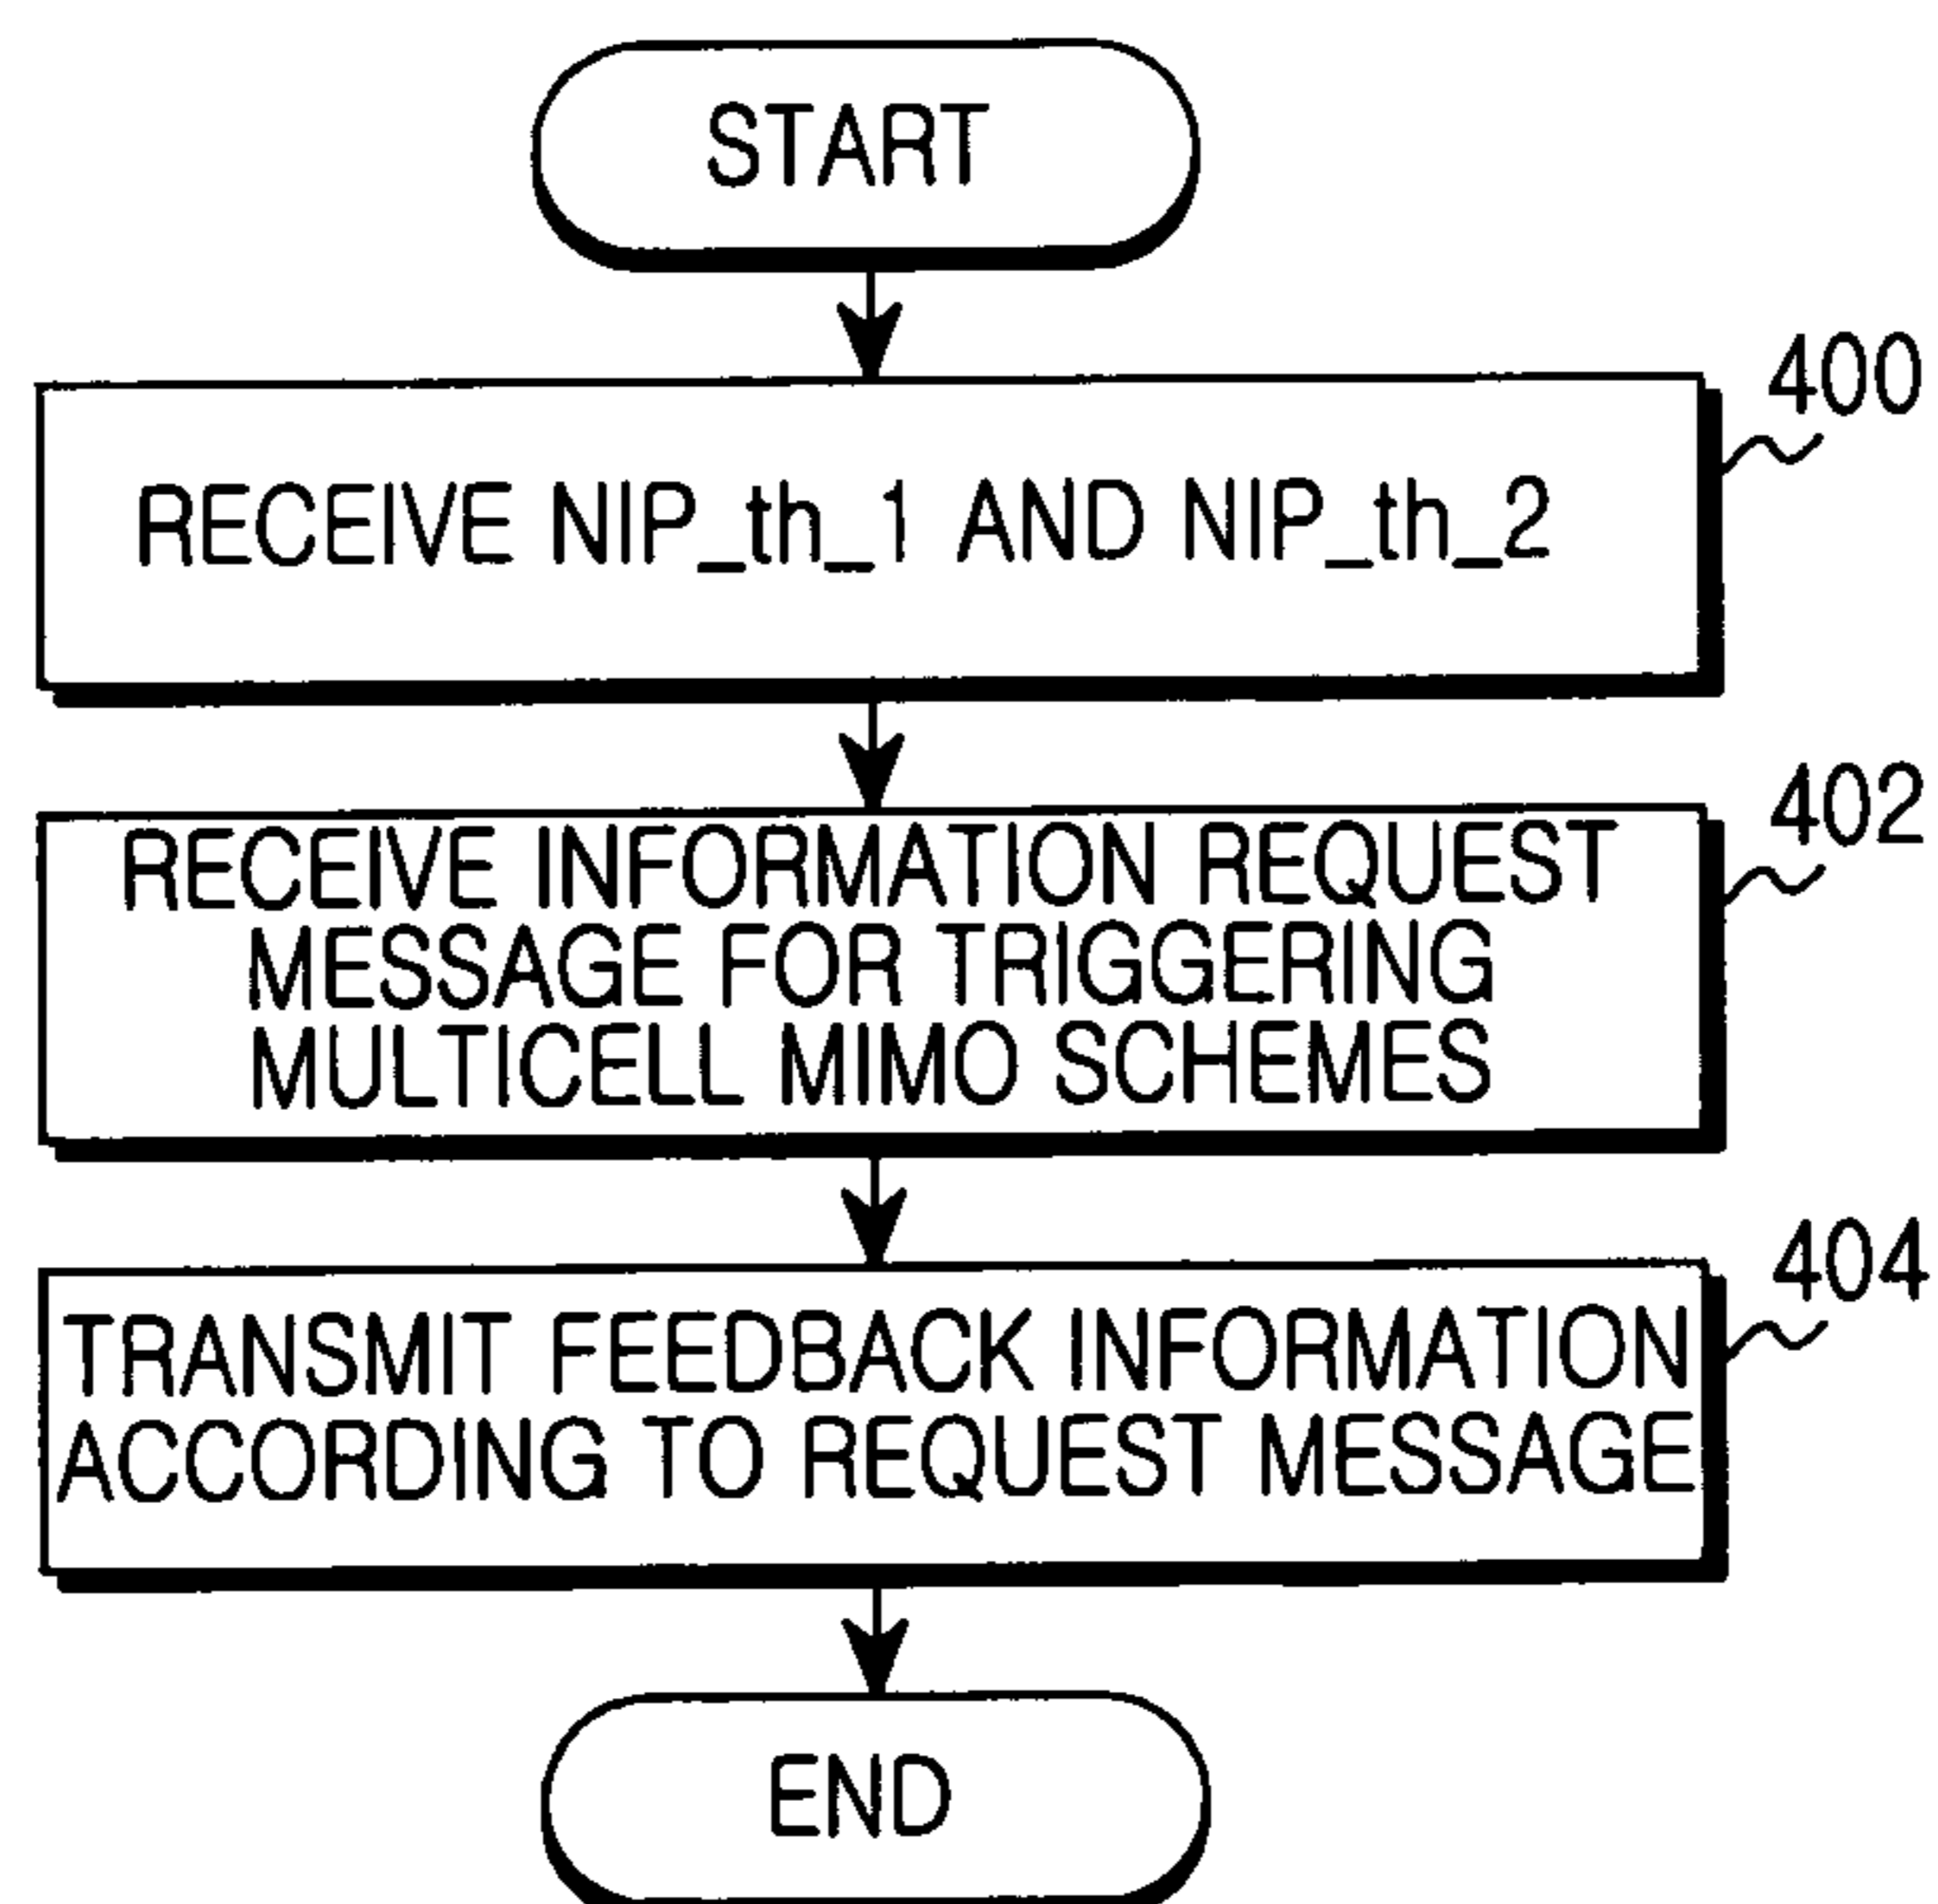 START
400
RECEIVE NIP_th_1 AND NIP_th_2
402
RECEIVE INFORMATION REQUEST
MESSAGE FOR TRIGGERING
MULTICELL MIMO SCHEMES
404
TRANSMIT FEEDBACK INFORMATION
ACCORDING TO REQUEST MESSAGE
END